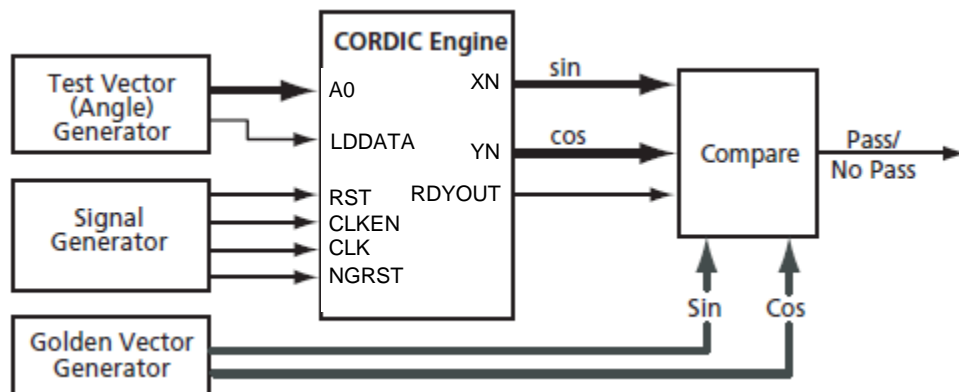 CORDIC Engine
Test Vector
(Angle)
Generator
A0
LDDATA
XN
sin
YN
cos
RDYOUT
Compare
Pass/
No Pass
Signal
Generator
RST
CLKEN
CLK
NGRST
Sin
Cos
Golden Vector
Generator